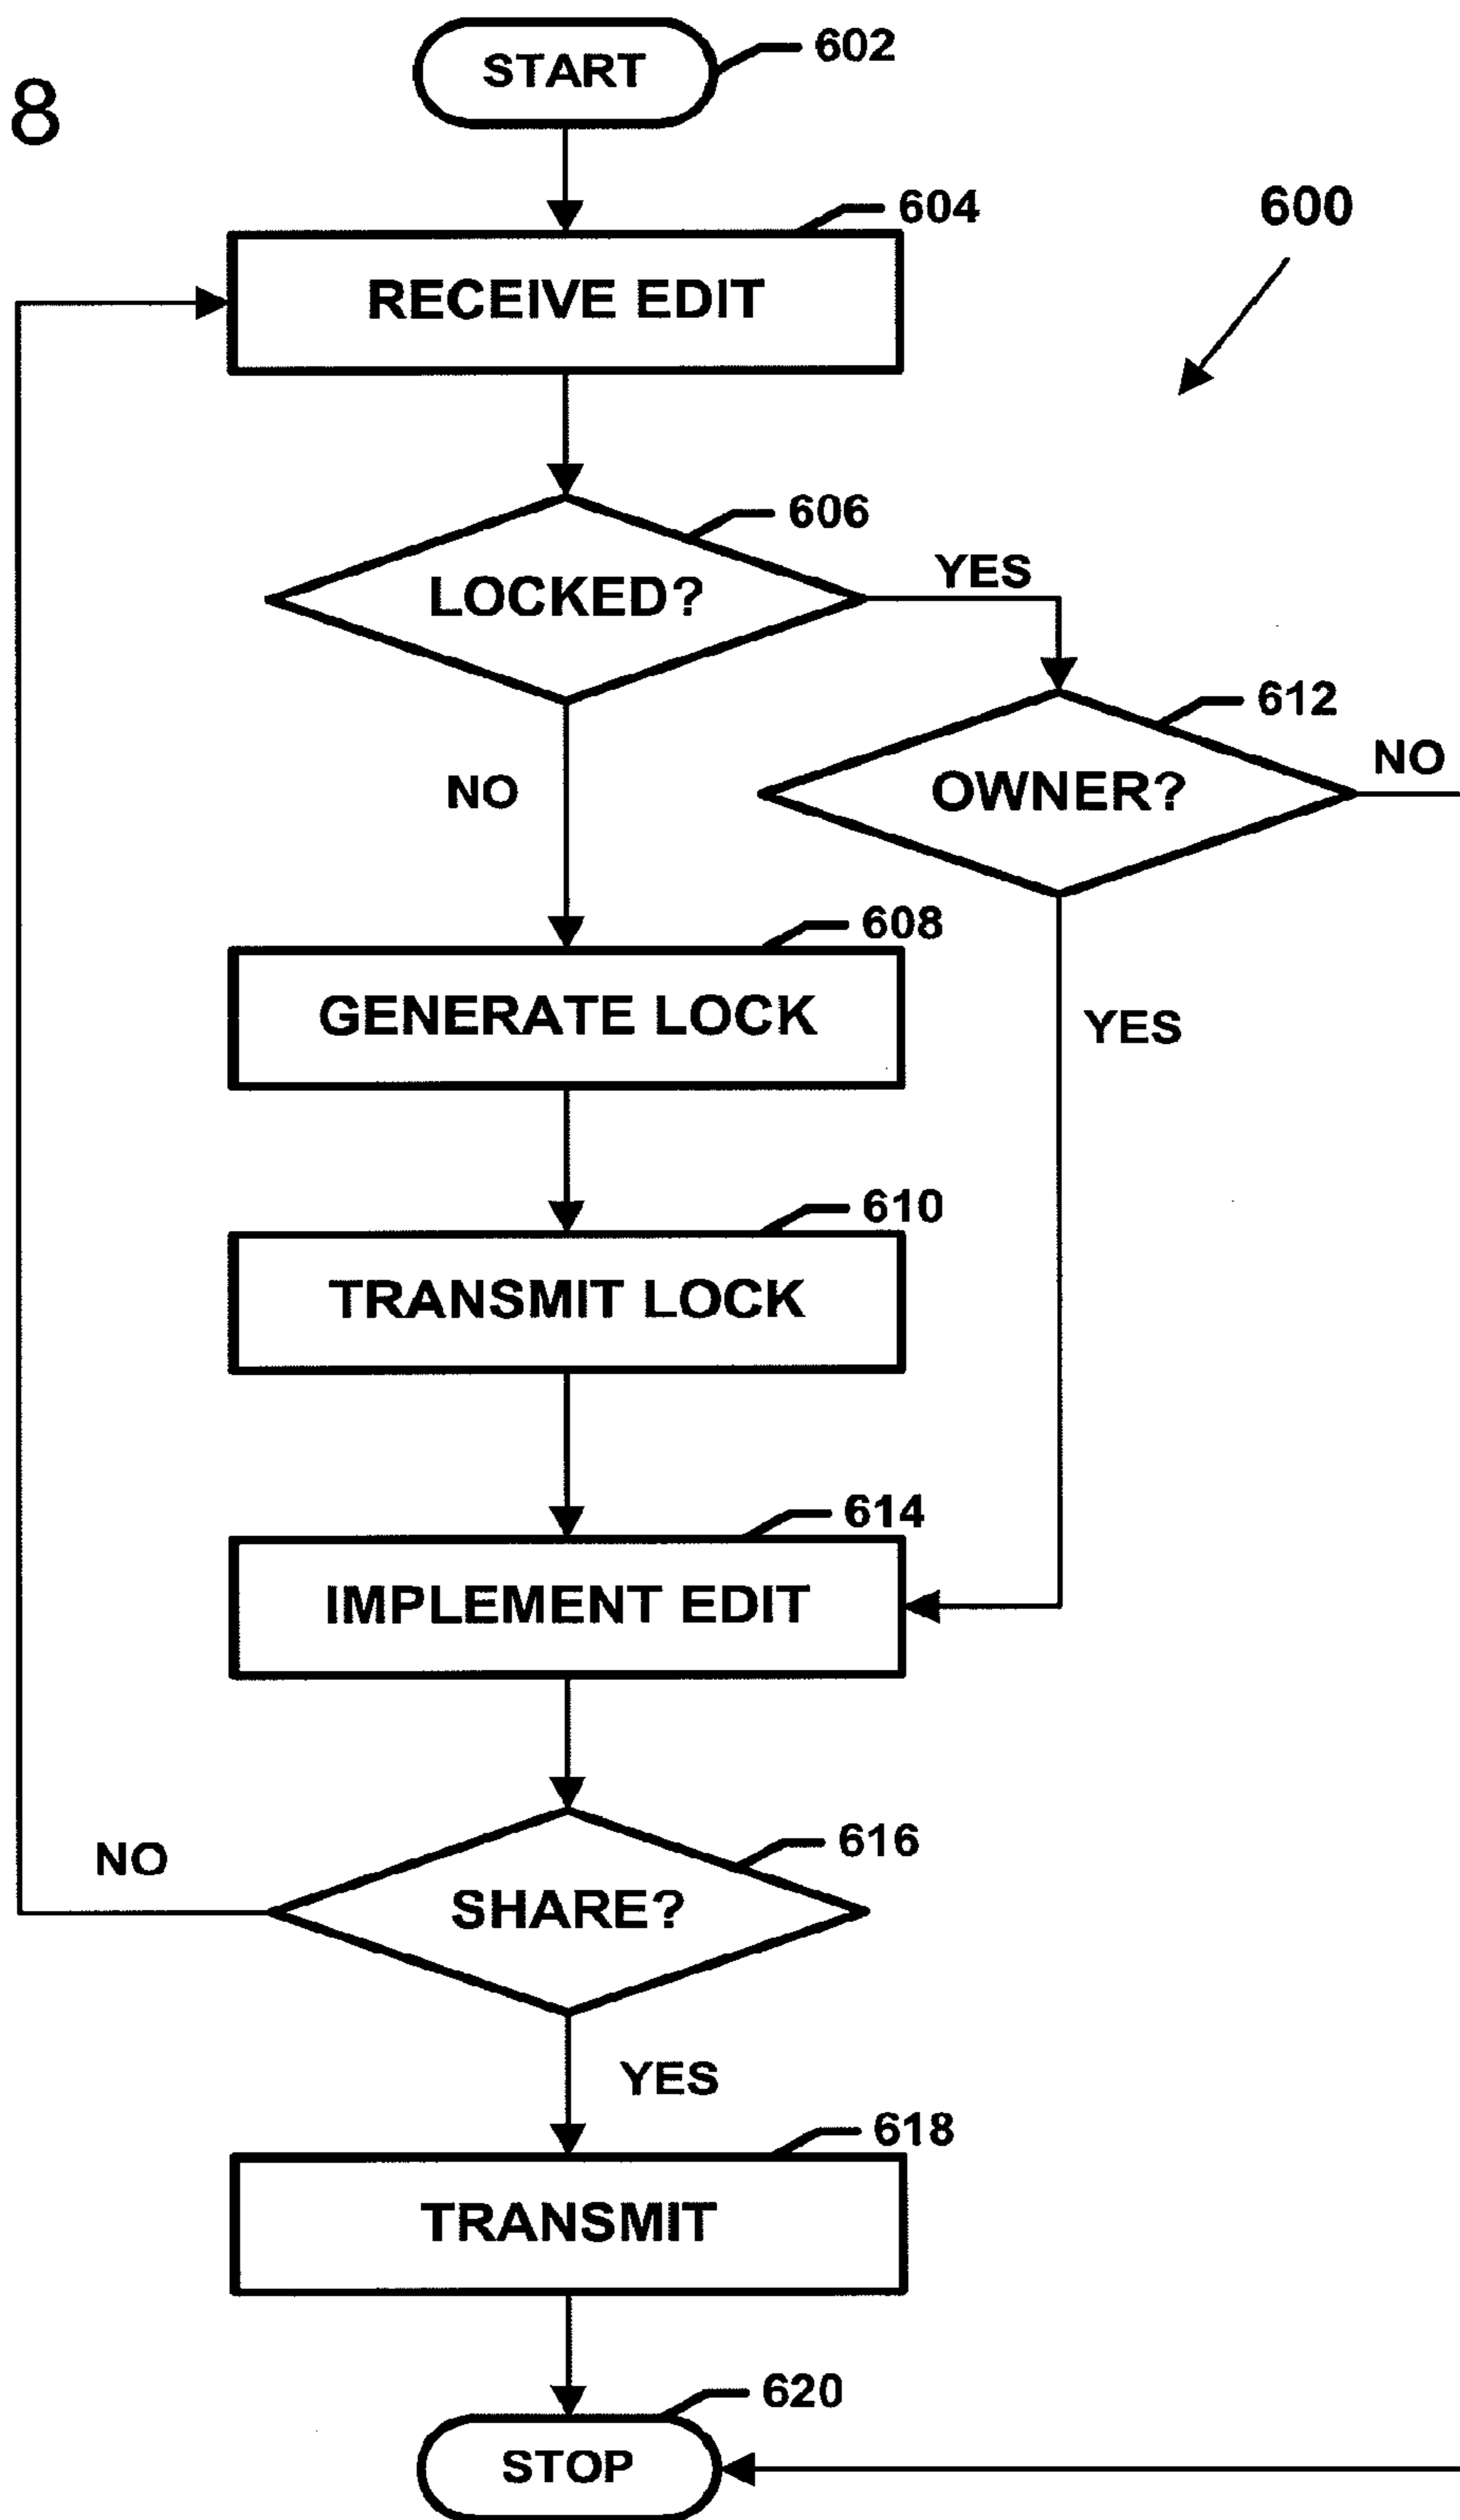 8
START
602
604
600
RECEIVE EDIT
606
LOCKED?
YES
612
NO
OWNER?
NO
608
GENERATE LOCK
YES
610
TRANSMIT LOCK
614
IMPLEMENT EDIT
616
NO
SHARE?
YES
618
TRANSMIT
620
STOP